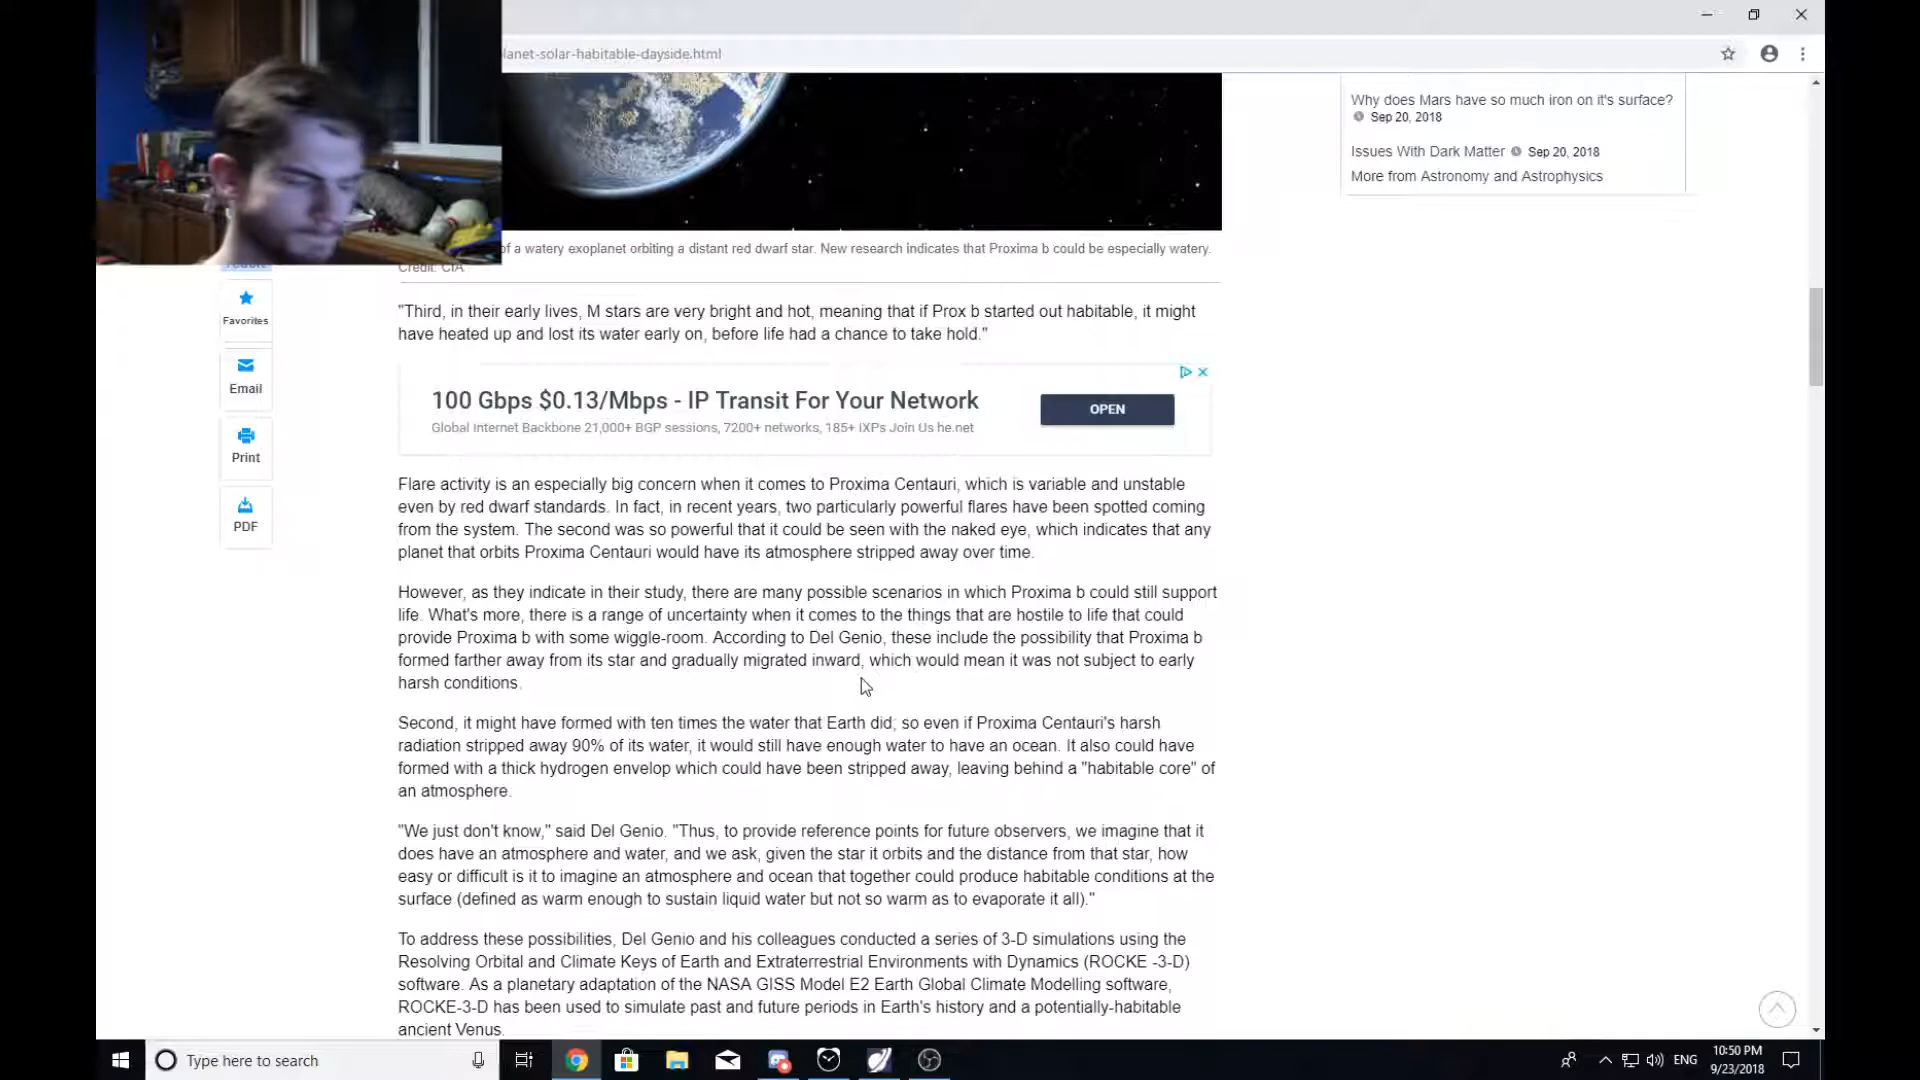 lanet-solar-habitable-dayside.html
Why does Mars have so much iron on it's surface?
Sep 20, 2018
Issues With Dark Matter Sep 20, 2018
More from Astronomy and Astrophysics
of a watery exoplanet orbiting a distant red dwarf star. New research indicates that Proxima b could be especially watery.
Credit: CfA
Favorites
Email
Print
PDF
"Third, in their early lives, M stars are very bright and hot, meaning that if Prox b started out habitable, it might
have heated up and lost its water early on, before life had a chance to take hold."
100 Gbps $0.13/Mbps - IP Transit For Your Network
Global Internet Backbone 21,000+ BGP sessions, 7200+ networks, 185+ IXPs Join Us he.net
OPEN
Flare activity is an especially big concern when it comes to Proxima Centauri, which is variable and unstable
even by red dwarf standards. In fact, in recent years, two particularly powerful flares have been spotted coming
from the system. The second was so powerful that it could be seen with the naked eye, which indicates that any
planet that orbits Proxima Centauri would have its atmosphere stripped away over time.
However, as they indicate in their study, there are many possible scenarios in which Proxima b could still support
life. What's more, there is a range of uncertainty when it comes to the things that are hostile to life that could
provide Proxima b with some wiggle-room. According to Del Genio, these include the possibility that Proxima b
formed farther away from its star and gradually migrated inward, which would mean it was not subject to early
harsh conditions.
Second, it might have formed with ten times the water that Earth did; so even if Proxima Centauri's harsh
radiation stripped away 90% of its water, it would still have enough water to have an ocean. It also could have
formed with a thick hydrogen envelop which could have been stripped away, leaving behind a "habitable core" of
an atmosphere.
"We just don't know," said Del Genio. "Thus, to provide reference points for future observers, we imagine that it
does have an atmosphere and water, and we ask, given the star it orbits and the distance from that star, how
easy or difficult is it to imagine an atmosphere and ocean that together could produce habitable conditions at the
surface (defined as warm enough to sustain liquid water but not so warm as to evaporate it all)."
To address these possibilities, Del Genio and his colleagues conducted a series of 3-D simulations using the
Resolving Orbital and Climate Keys of Earth and Extraterrestrial Environments with Dynamics (ROCKE -3-D)
software. As a planetary adaptation of the NASA GISS Model E2 Earth Global Climate Modelling software,
ROCKE-3-D has been used to simulate past and future periods in Earth's history and a potentially-habitable
ancient Venus.
Type here to search
ENG
10:50 PM
9/23/2018